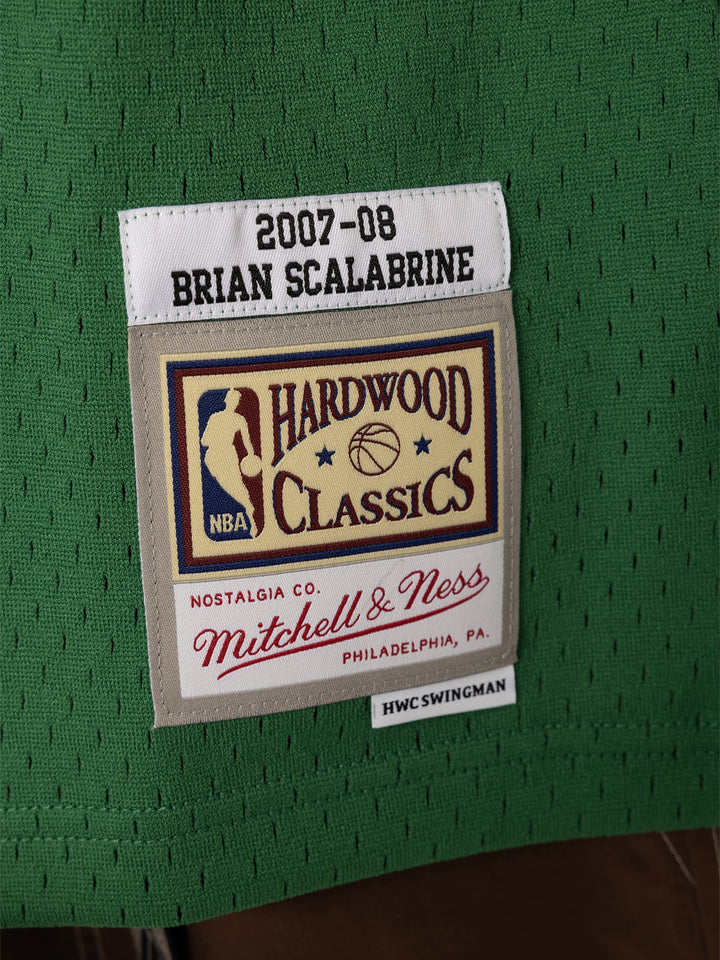 2007-08
BRIAN SCALABRINE
HARDWOOD
CLASSICS
NBA
NOSTALGIA CO.
Mitchell & Ness
PHILADELPHIA, PA.
HWC SWINGMAN